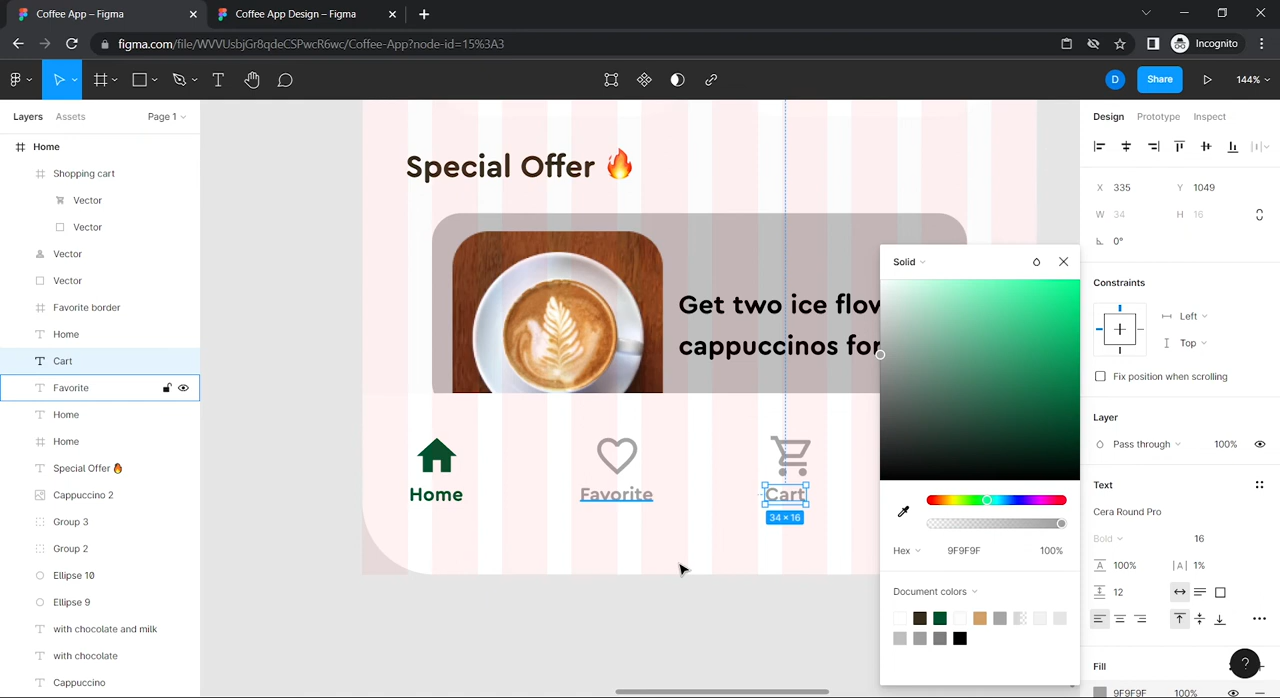 Coffee App – Figma
Coffee App Design – Figma
figma.com/file/WVVUsbjGr8qdeCSPwcR6wc/Coffee-App?node-id=15%3A3
Incognito
D
Share
144%
Layers
Assets
Page 1
Home
Shopping cart
Vector
Vector
Vector
Vector
Favorite border
Home
Cart
Favorite
Home
Home
Special Offer 🔥
Cappuccino 2
Group 3
Group 2
Ellipse 10
Ellipse 9
with chocolate and milk
with chocolate
Cappucino
Special Offer 🔥
Get two ice flov
cappuccinos for
Home
Favorite
Cart
34 × 16
Solid
Hex
9F9F9F
100%
Document colors
Design
Prototype
Inspect
X 335
Y 1049
W 34
H 16
0°
Constraints
Left
Top
Fix position when scrolling
Layer
Pass through
100%
Text
Cera Round Pro
Bold
16
A 100%
|A| 1%
12
Fill
9F9F9F
100%
?